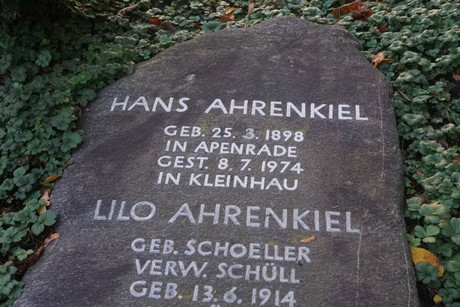 HANS AHRENKIEL
GEB. 25. 3. 1898
IN APENRADE
GEST. 8. 7. 1974
IN KLEINHAU
LILO AHRENKIEL
GEB. SCHOELLER
VERW. SCHÜLL
GEB. 13. 6. 1914